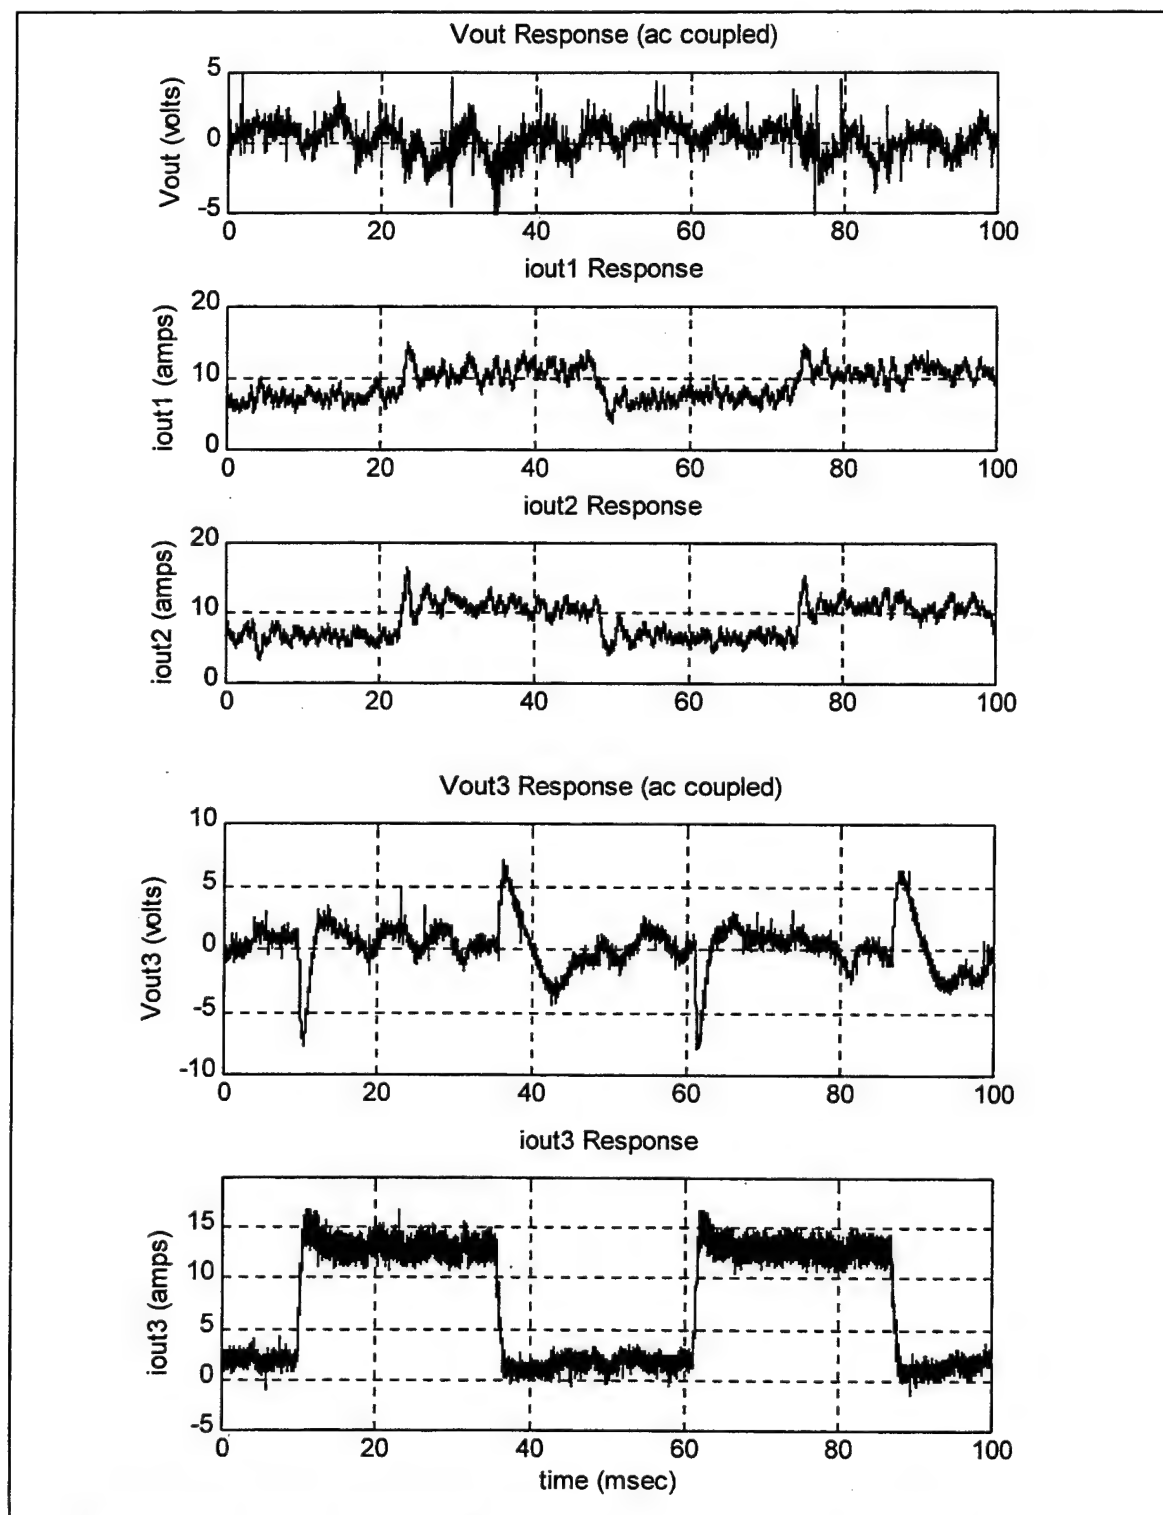 Vout Response (ac coupled)
Vout (volts)
5
0
-5
0 20 40 60 80 100
iout1 Response
iout1 (amps)
20
10
0
0 20 40 60 80 100
iout2 Response
iout2 (amps)
20
10
0
0 20 40 60 80 100
Vout3 Response (ac coupled)
Vout3 (volts)
10
5
0
-5
-10
0 20 40 60 80 100
iout3 Response
iout3 (amps)
15
10
5
0
-5
0 20 40 60 80 100
time (msec)